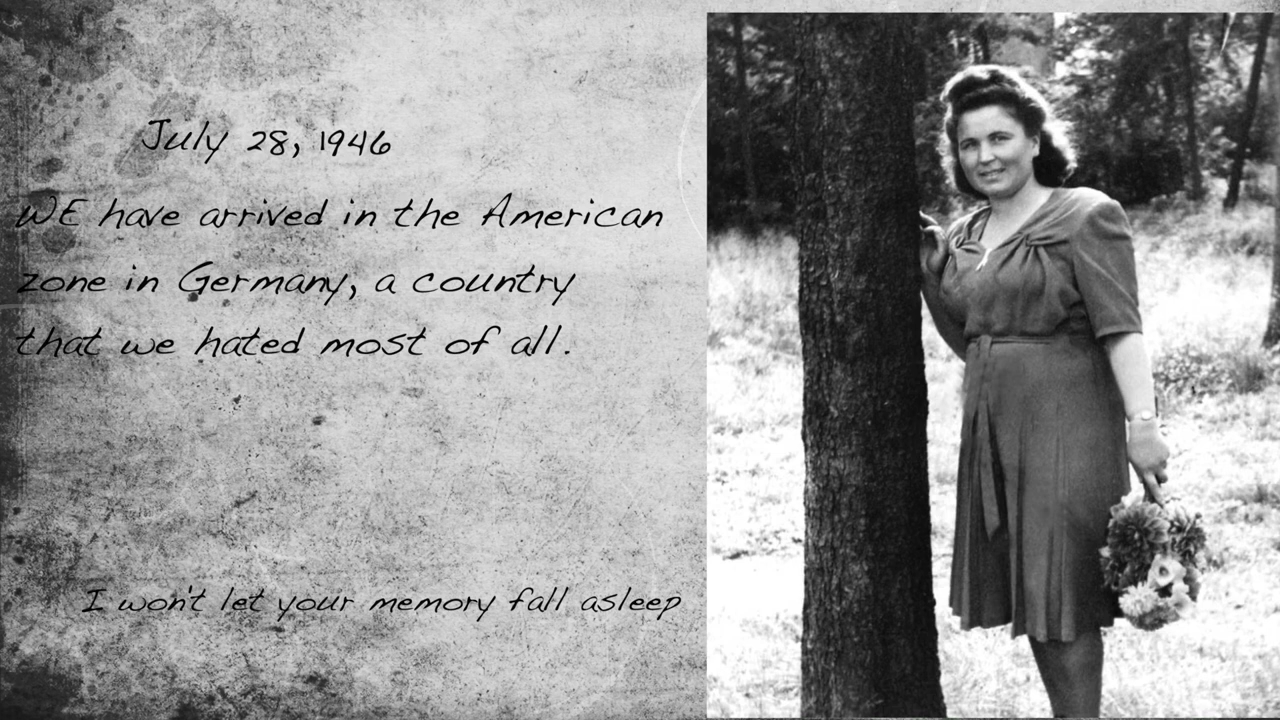 July 28, 1946
WE have arrived in the American
zone in Germany, a country
that we hated most of all.
I won't let your memory fall asleep